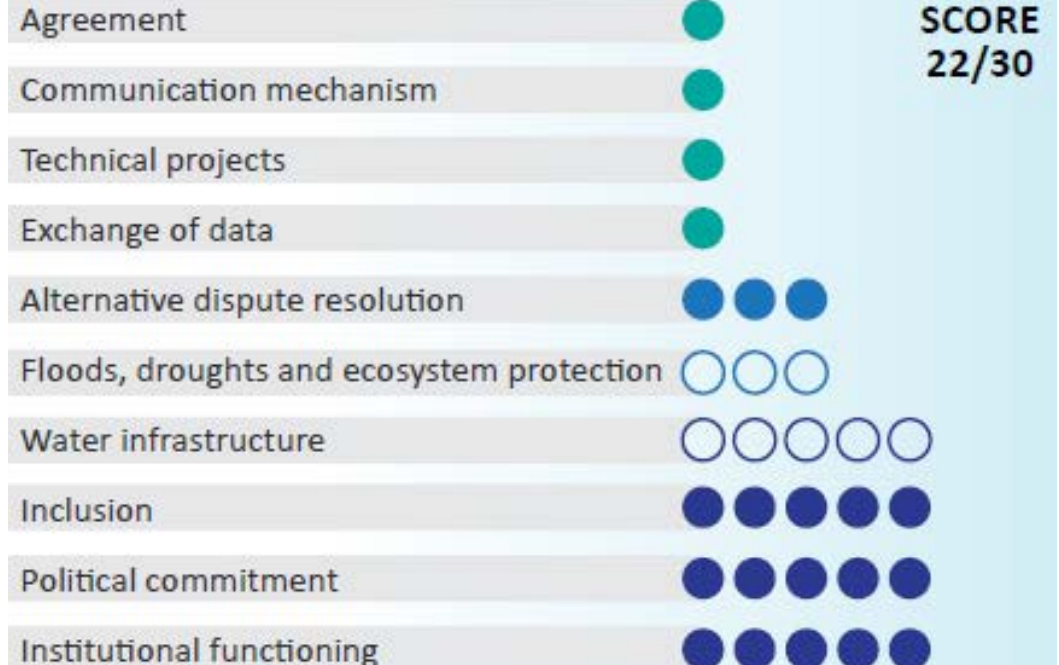 Agreement
SCORE
22/30
Communication mechanism
Technical projects
Exchange of data
Alternative dispute resolution
Floods, droughts and ecosystem protection
Water infrastructure
Inclusion
Political commitment
Institutional functioning